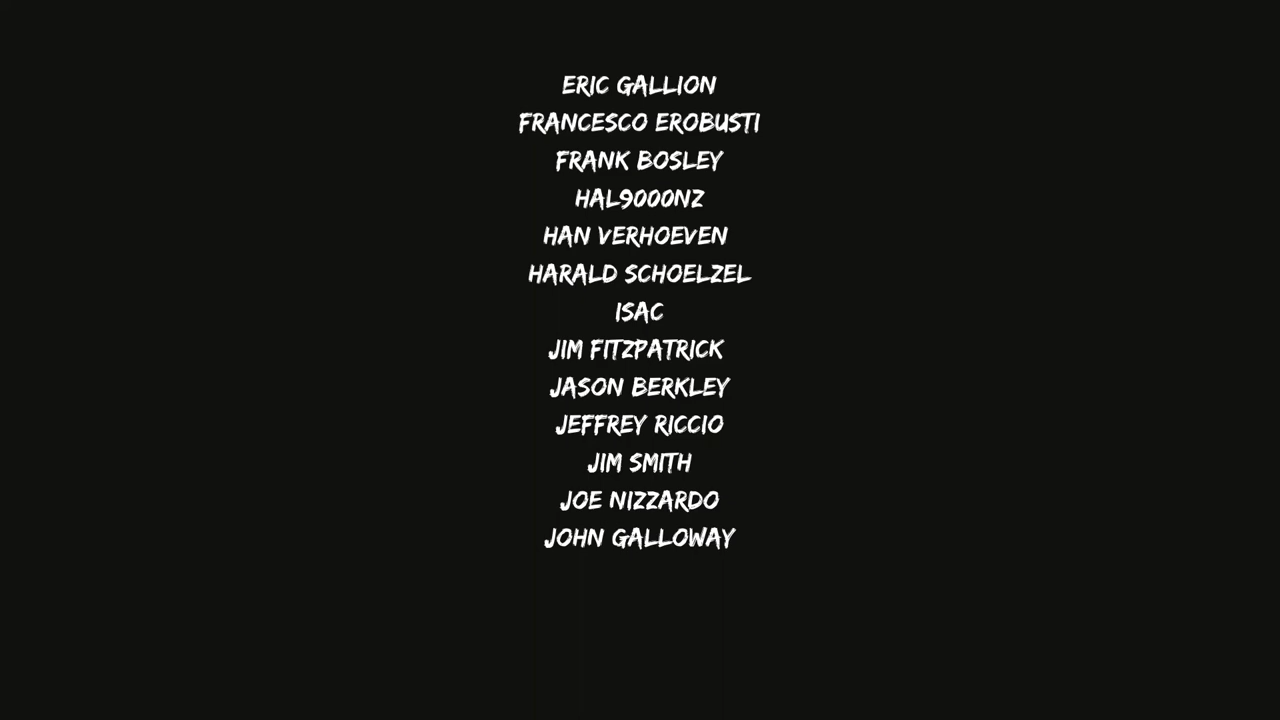 ERIC GALLION
FRANCESCO EROBUSTI
FRANK BOSLEY
HAL9000NZ
HAN VERHOEVEN
HARALD SCHOELZEL
ISAC
JIM FITZPATRICK
JASON BERKLEY
JEFFREY RICCIO
JIM SMITH
JOE NIZZARDO
JOHN GALLOWAY